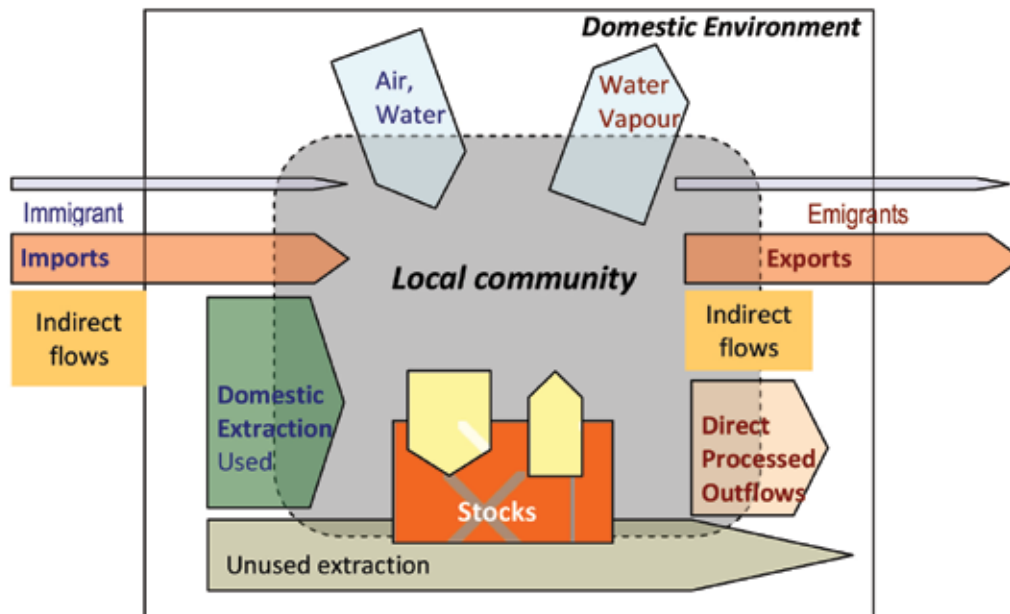 Domestic Environment
Air,
Water
Water
Vapour
Immigrant
Emigrants
Imports
Exports
Local community
Indirect
flows
Indirect
flows
Domestic
Extraction
Used
Direct
Processed
Outflows
Stocks
Unused extraction